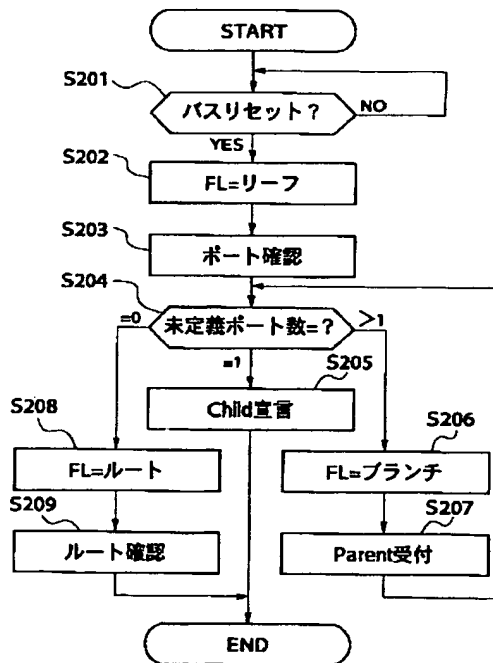 START
S201
バスリセット？
NO
YES
S202
FL=リーフ
S203
ポート確認
S204
未定義ポート数=？
=0
=1
>1
S205
Child宣言
S208
FL=ルート
S206
FL=ブランチ
S209
ルート確認
S207
Parent受付
END